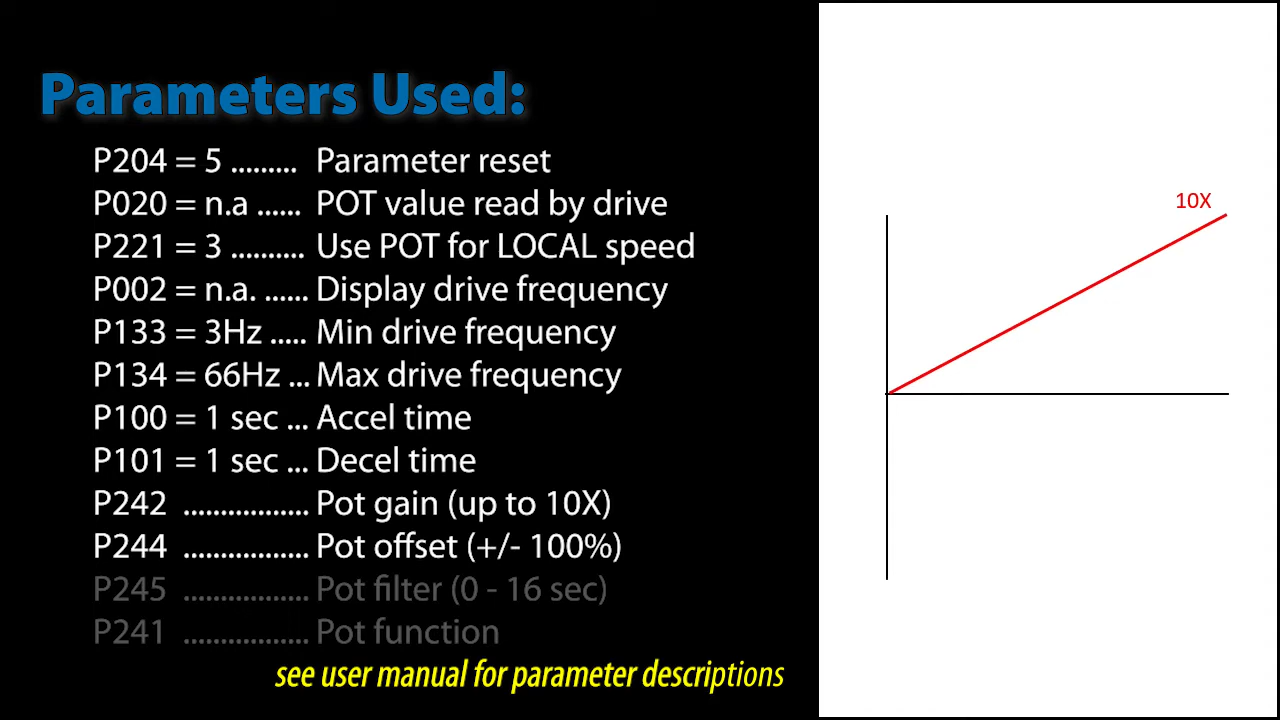 Parameters Used:
P204 = 5 ......... Parameter reset
P020 = n.a ...... POT value read by drive
P221 = 3 .......... Use POT for LOCAL speed
P002 = n.a. ...... Display drive frequency
P133 = 3Hz ..... Min drive frequency
P134 = 66Hz ... Max drive frequency
P100 = 1 sec ... Accel time
P101 = 1 sec ... Decel time
P242 ................. Pot gain (up to 10X)
P244 ................. Pot offset (+/- 100%)
P245 ................. Pot filter (0 - 16 sec)
P241 ................. Pot function
see user manual for parameter descriptions
10X